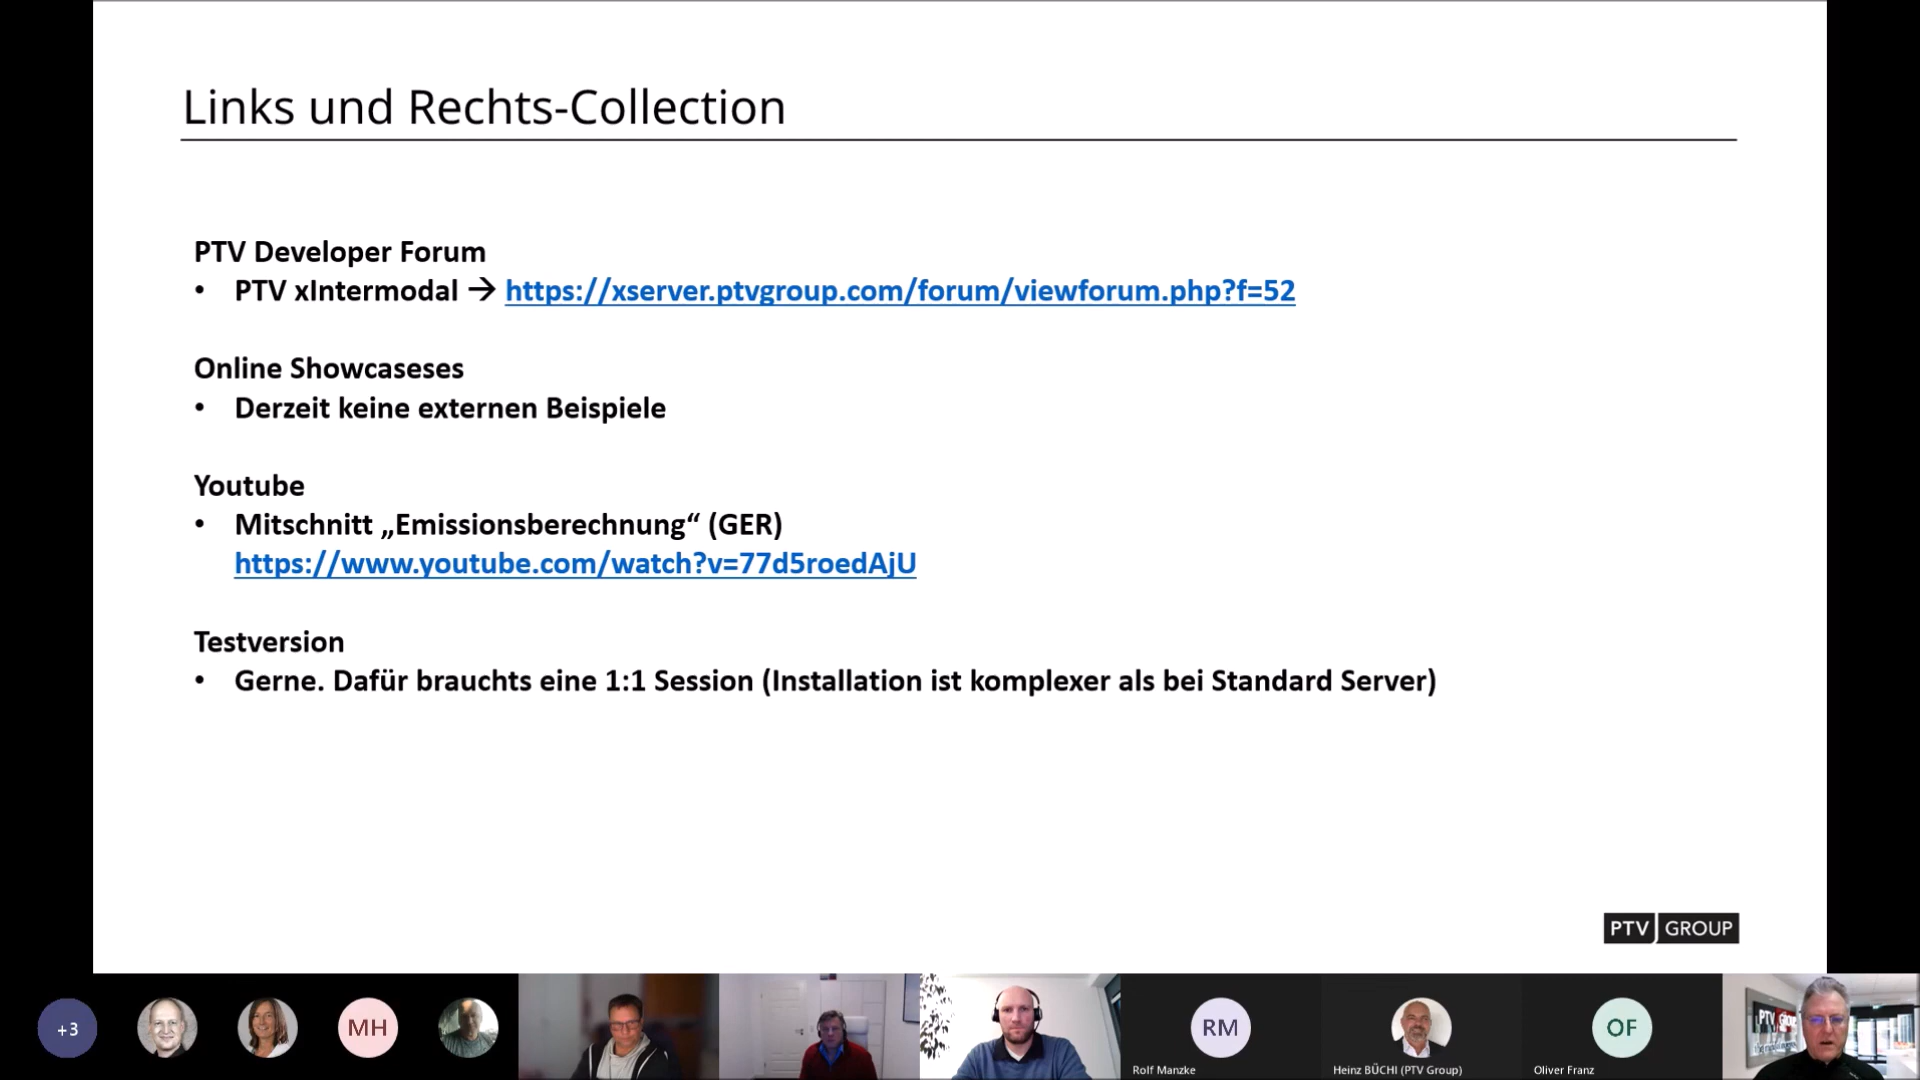 Links und Rechts-Collection
PTV Developer Forum
• PTV xIntermodal → https://xserver.ptvgroup.com/forum/viewforum.php?f=52
Online Showcaseses
• Derzeit keine externen Beispiele
Youtube
• Mitschnitt „Emissionsberechnung“ (GER)
https://www.youtube.com/watch?v=77d5roedAjU
Testversion
• Gerne. Dafür brauchts eine 1:1 Session (Installation ist komplexer als bei Standard Server)
PTV GROUP
+3
MH
RM
OF
Rolf Manzke
Heinz BÜCHI (PTV Group)
Oliver Franz